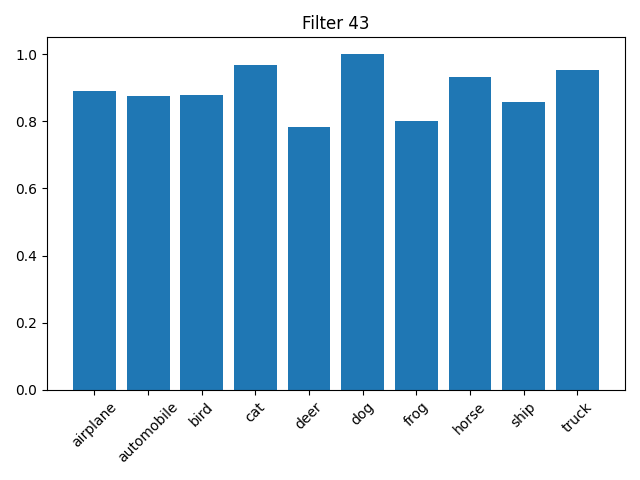 Filter 43
1.0
0.8
0.6
0.4
0.2
0.0
airplane
automobile
bird
cat
deer
dog
frog
horse
ship
truck